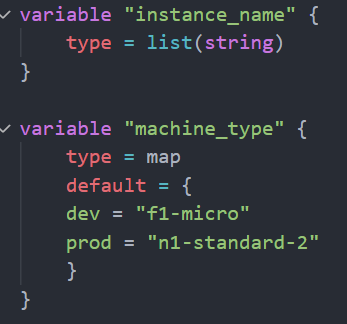 variable "instance_name" {
    type = list(string)
}

variable "machine_type" {
    type = map
    default = {
    dev = "f1-micro"
    prod = "n1-standard-2"
    }
}